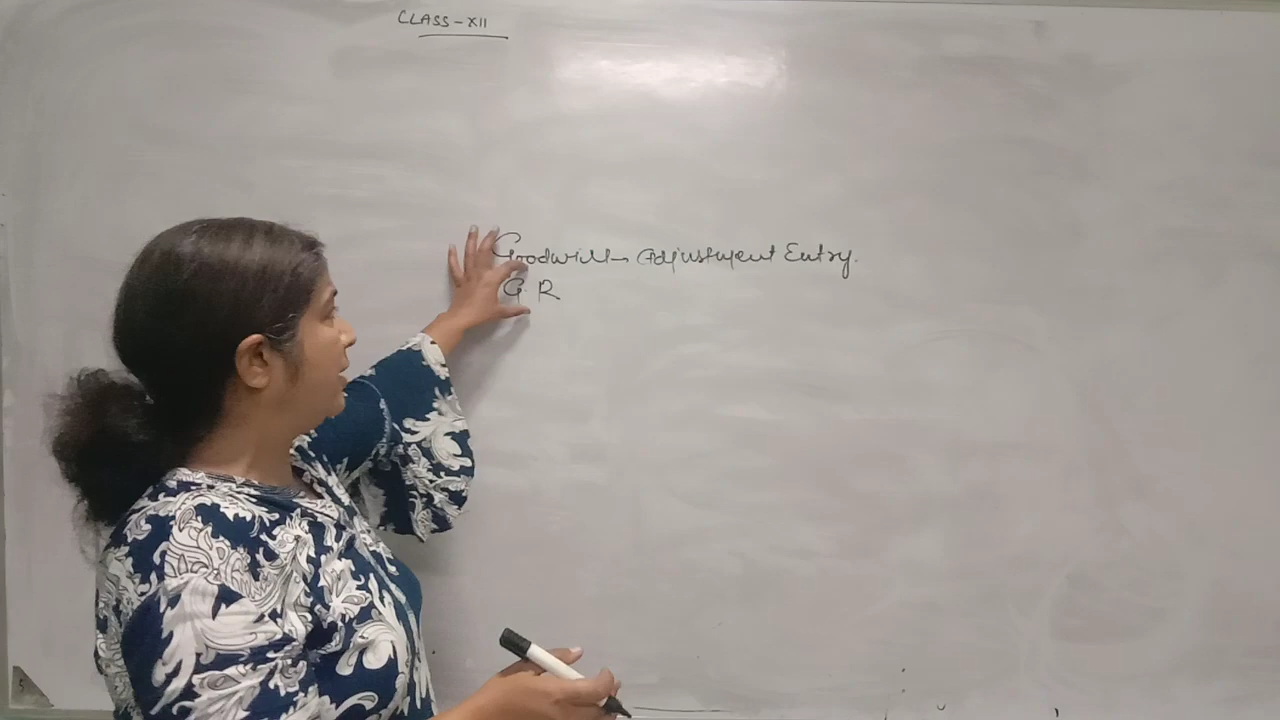 CLASS-XII
Goodwill → Adjustment Entry.
G. R